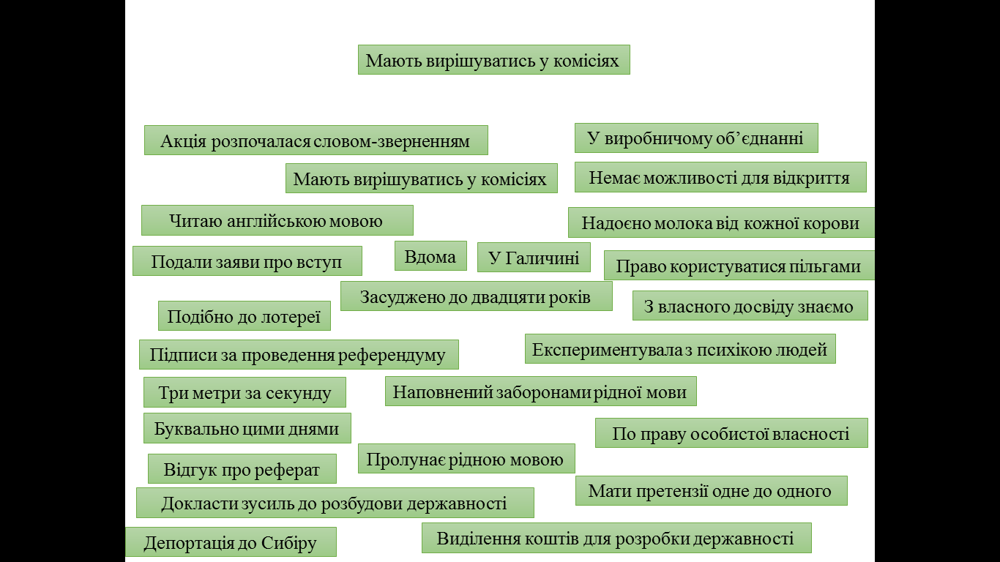 Мають вирішуватись у комісіях
Акція розпочалася словом-зверненням
У виробничому об’єднанні
Мають вирішуватись у комісіях
Немає можливості для відкриття
Читаю англійською мовою
Надоєно молока від кожної корови
Вдома
У Галичині
Подали заяви про вступ
Право користуватися пільгами
Засуджено до двадцяти років
З власного досвіду знаємо
Подібно до лотереї
Експериментувала з психікою людей
Підписи за проведення референдуму
Три метри за секунду
Наповнений заборонами рідної мови
Буквально цими днями
По праву особистої власності
Пролунає рідною мовою
Відгук про реферат
Мати претензії одне до одного
Докласти зусиль до розбудови державності
Депортація до Сибіру
Виділення коштів для розробки державності